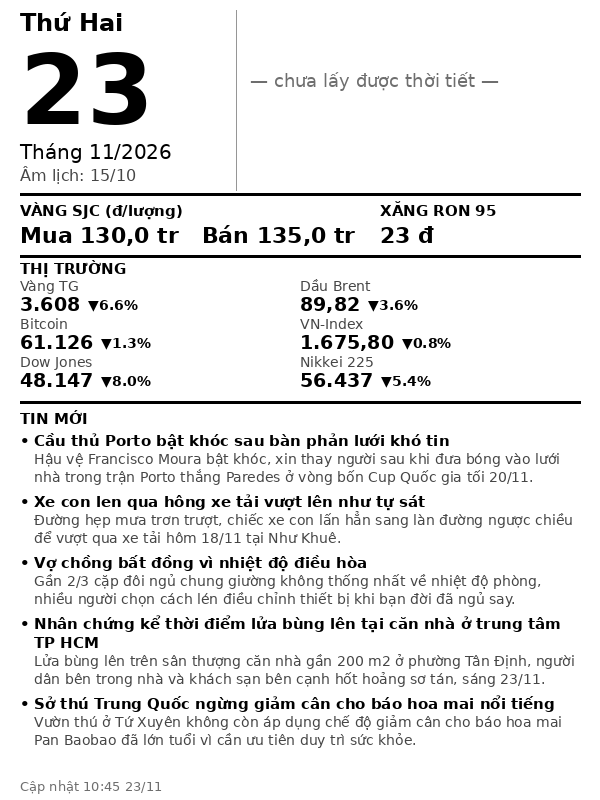 Thứ Hai
23
Tháng 11/2026
Âm lịch: 15/10
— chưa lấy được thời tiết —
VÀNG SJC (đ/lượng)
Mua 130,0 tr Bán 135,0 tr
XĂNG RON 95
23 đ
THỊ TRƯỜNG
Vàng TG
3.608 ▼6.6%
Dầu Brent
89,82 ▼3.6%
Bitcoin
61.126 ▼1.3%
VN-Index
1.675,80 ▼0.8%
Dow Jones
48.147 ▼8.0%
Nikkei 225
56.437 ▼5.4%
TIN MỚI
• Cầu thủ Porto bật khóc sau bàn phản lưới khó tin
Hậu vệ Francisco Moura bật khóc, xin thay người sau khi đưa bóng vào lưới
nhà trong trận Porto thắng Paredes ở vòng bốn Cup Quốc gia tối 20/11.
• Xe con len qua hông xe tải vượt lên như tự sát
Đường hẹp mưa trơn trượt, chiếc xe con lấn hẳn sang làn đường ngược chiều
để vượt qua xe tải hôm 18/11 tại Như Khuê.
• Vợ chồng bất đồng vì nhiệt độ điều hòa
Gần 2/3 cặp đôi ngủ chung giường không thống nhất về nhiệt độ phòng,
nhiều người chọn cách lén điều chỉnh thiết bị khi bạn đời đã ngủ say.
• Nhân chứng kể thời điểm lửa bùng lên tại căn nhà ở trung tâm
TP HCM
Lửa bùng lên trên sân thượng căn nhà gần 200 m2 ở phường Tân Định, người
dân bên trong nhà và khách sạn bên cạnh hốt hoảng sơ tán, sáng 23/11.
• Sở thú Trung Quốc ngừng giảm cân cho báo hoa mai nổi tiếng
Vườn thú ở Tứ Xuyên không còn áp dụng chế độ giảm cân cho báo hoa mai
Pan Baobao đã lớn tuổi vì cần ưu tiên duy trì sức khỏe.
Cập nhật 10:45 23/11